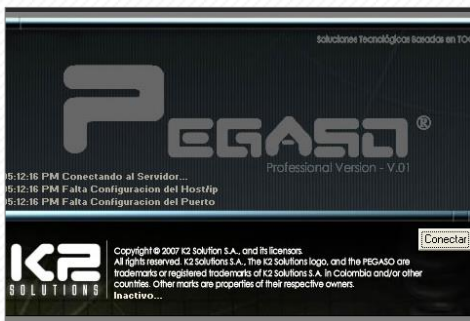 Soluciones Tecnológicas Basadas en TO
PEGASO®
Professional Version - V.01
05:12:16 PM Conectando al Servidor...
05:12:16 PM Falta Configuracion del Host/ip
05:12:16 PM Falta Configuracion del Puerto
Conectar
K2
SOLUTIONS
Copyright © 2007 K2 Solution S.A., and its licensors.
All rights reserved. K2 Solutions S.A., The K2 Solutions logo, and the PEGASO are
trademarks or registered trademarks of K2 Solutions S.A. in Colombia and/or other
countries. Other marks are properties of their respective owners.
Inactivo...